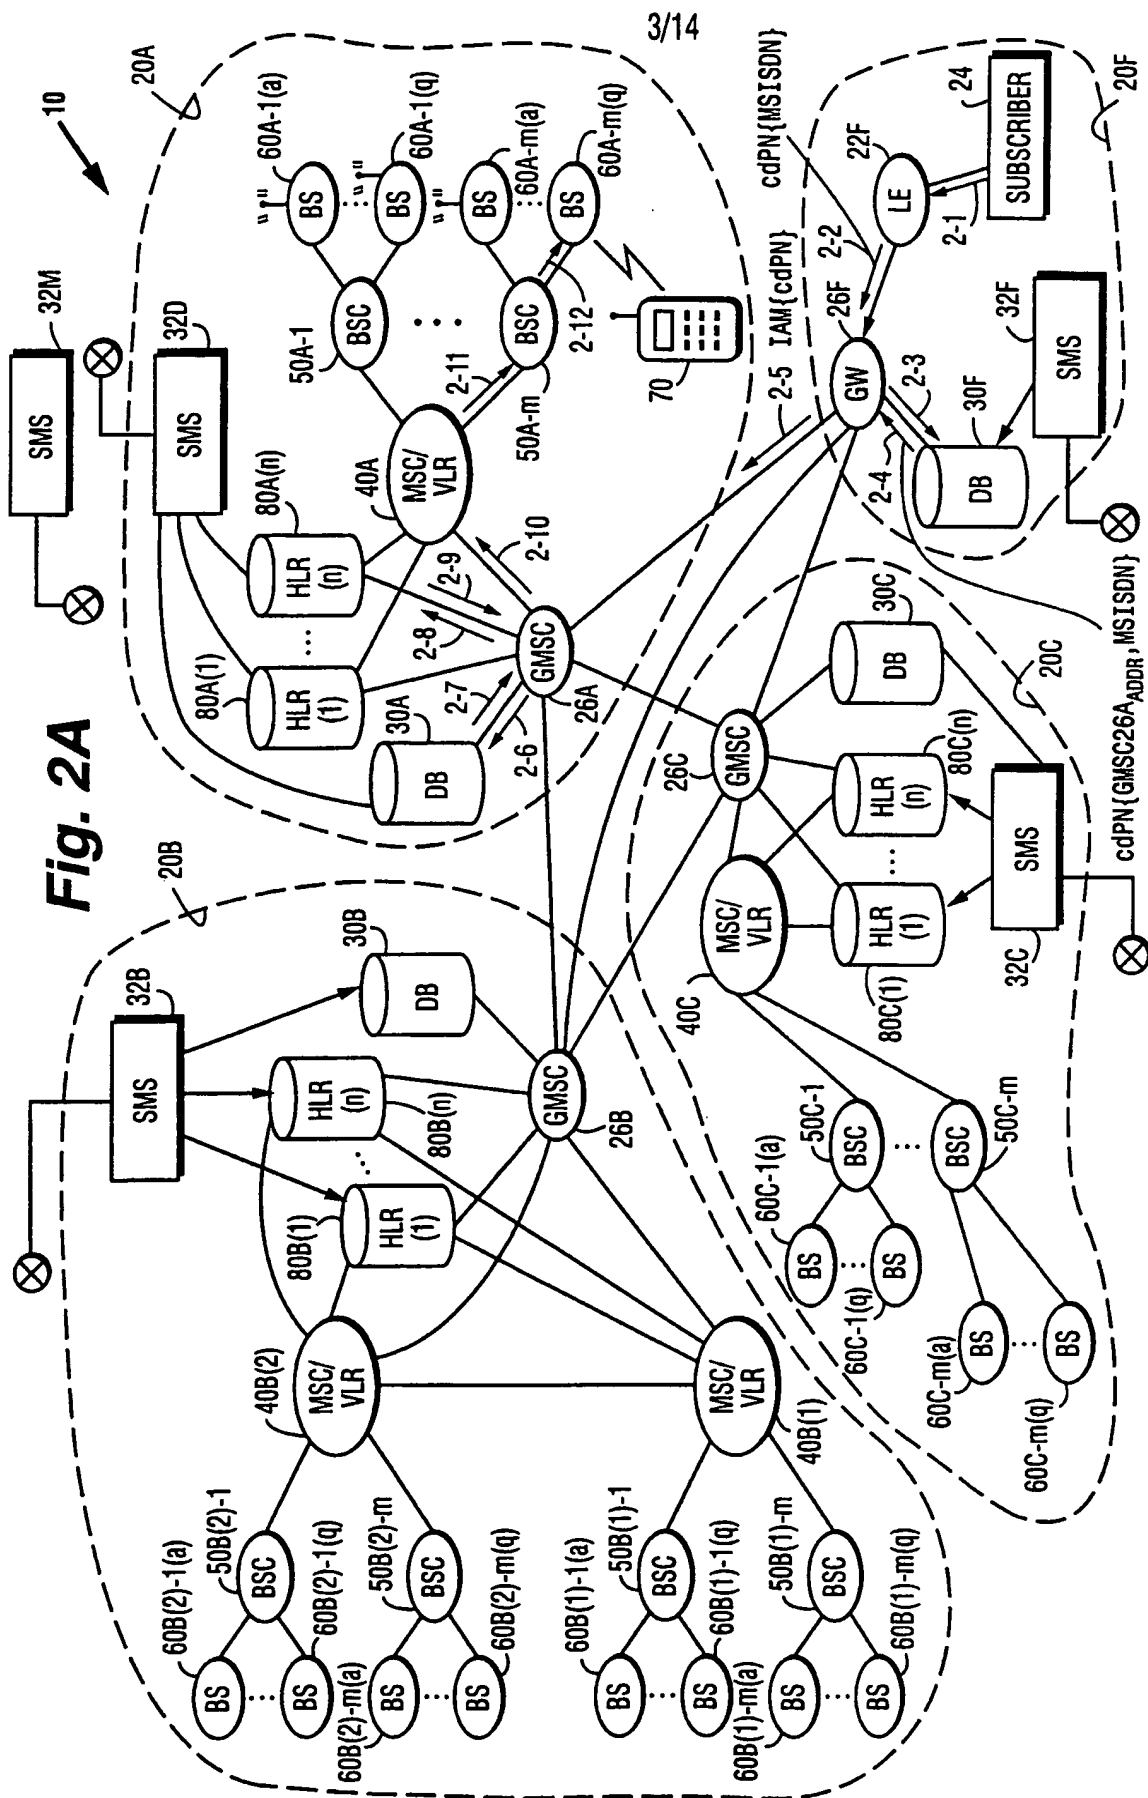 3/14
Fig. 2A
10
20A
SMS
32M
SMS
32D
HLR
(1)
80A(1)
...
HLR
(n)
80A(n)
DB
30A
MSC/
VLR
40A
BSC
50A-1
BSC
50A-m
BS
60A-1(a)
BS
60A-1(q)
BS
60A-m(a)
BS
60A-m(q)
70
GMSC
26A
2-6
2-7
2-8
2-9
2-10
2-11
2-12
20B
SMS
32B
DB
30B
HLR
(n)
80B(n)
...
HLR
(1)
80B(1)
GMSC
26B
MSC/
VLR
40B(2)
MSC/
VLR
40B(1)
BSC
50B(2)-1
BSC
50B(2)-m
BS
60B(2)-1(a)
BS
60B(2)-1(q)
BS
60B(2)-m(a)
BS
60B(2)-m(q)
BSC
50B(1)-1
BSC
50B(1)-m
BS
60B(1)-1(a)
BS
60B(1)-1(q)
BS
60B(1)-m(a)
BS
60B(1)-m(q)
20C
GMSC
26C
DB
30C
MSC/
VLR
40C
HLR
(1)
80C(1)
...
HLR
(n)
80C(n)
SMS
32C
BSC
50C-1
BSC
50C-m
BS
60C-1(a)
BS
60C-1(q)
BS
60C-m(a)
BS
60C-m(q)
20F
SUBSCRIBER
24
LE
22F
GW
26F
DB
30F
SMS
32F
2-1
2-2
cdPN{MSISDN}
2-3
2-4
cdPN{GMSC26A_ADDR,MSISDN}
2-5 IAM{cdPN}